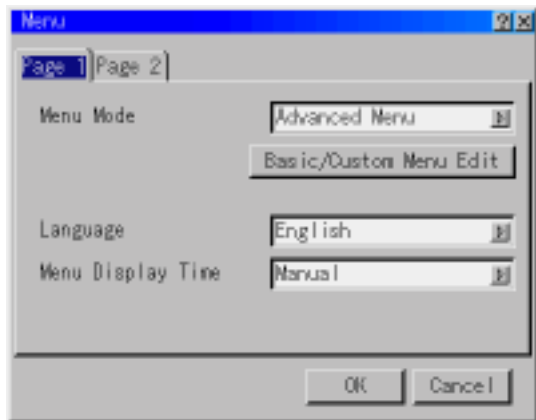 Menu
Page 1 Page 2
Menu Mode Advanced Menu
Basic/Custom Menu Edit
Language English
Menu Display Time Manual
OK Cancel